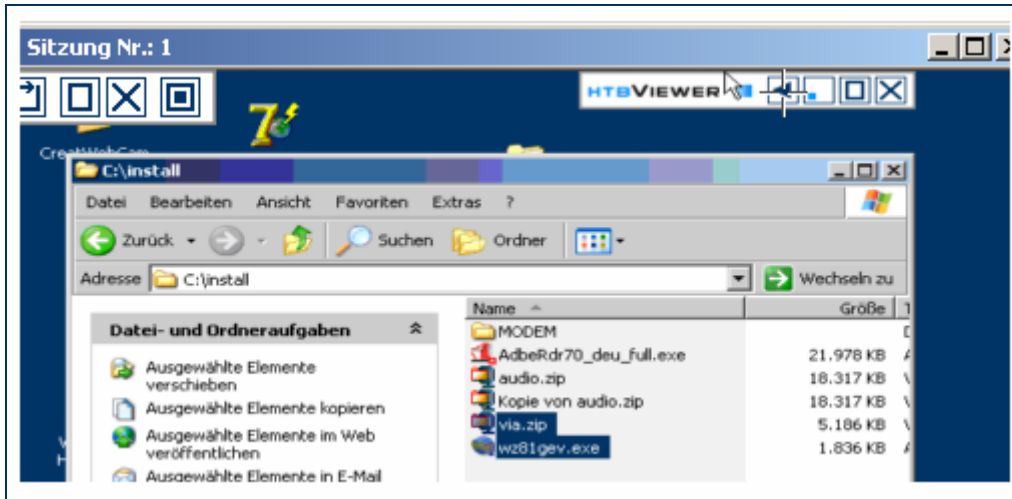 Sitzung Nr.: 1
HTBVIEWER
C:\install
Datei Bearbeiten Ansicht Favoriten Extras ?
Zurück Suchen Ordner
Adresse C:\install Wechseln zu
Name Größe
Datei- und Ordneraufgaben
MODEM
AdbeRdr70_deu_full.exe 21.978 KB
audio.zip 18.317 KB
Kopie von audio.zip 18.317 KB
via.zip 5.186 KB
wz81gev.exe 1.836 KB
Ausgewählte Elemente
verschieben
Ausgewählte Elemente kopieren
Ausgewählte Elemente im Web
veröffentlichen
Ausgewählte Elemente in E-Mail